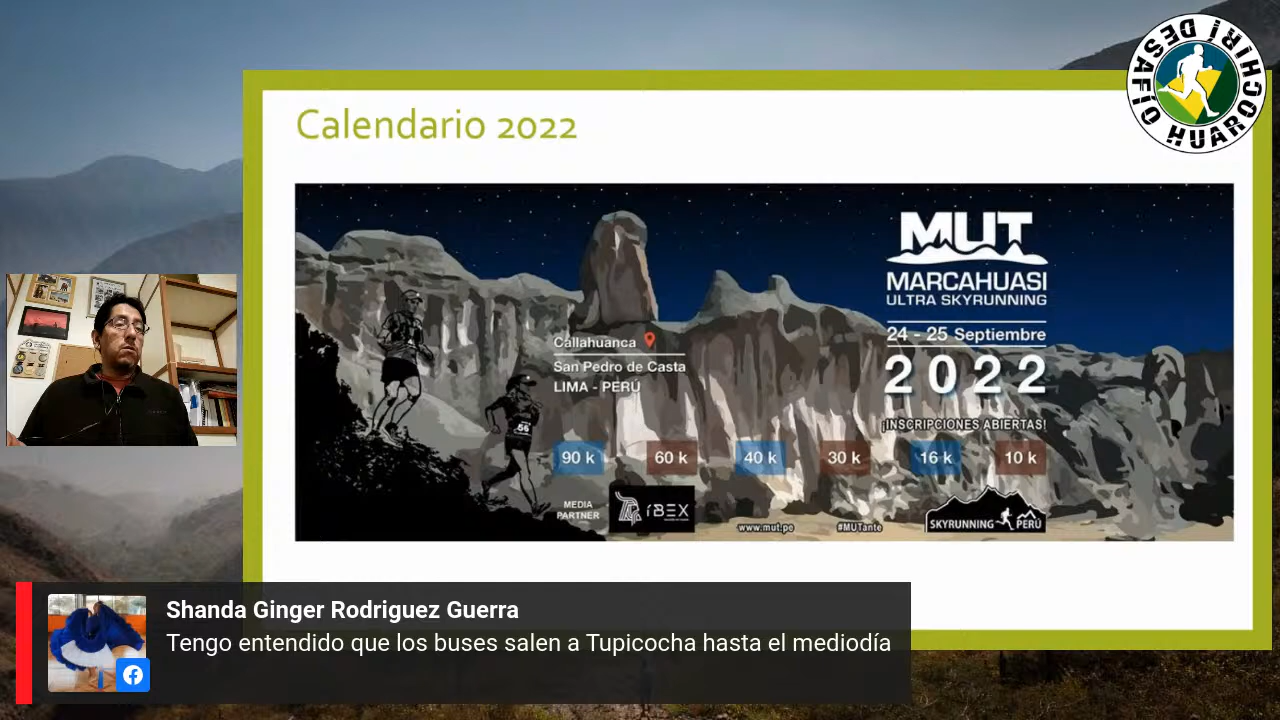 DESAFÍO HUAROCHIRÍ
Calendario 2022
MUT
MARCAHUASI
ULTRA SKYRUNNING
24 - 25 Septiembre
2022
¡INSCRIPCIONES ABIERTAS!
Callahuanca
San Pedro de Casta
LIMA - PERÚ
56
90 k
60 k
40 k
30 k
16 k
10 k
MEDIA
PARTNER
IBEX
www.mut.pe
#MUTante
SKYRUNNING PERÚ
Shanda Ginger Rodriguez Guerra
Tengo entendido que los buses salen a Tupicocha hasta el mediodía